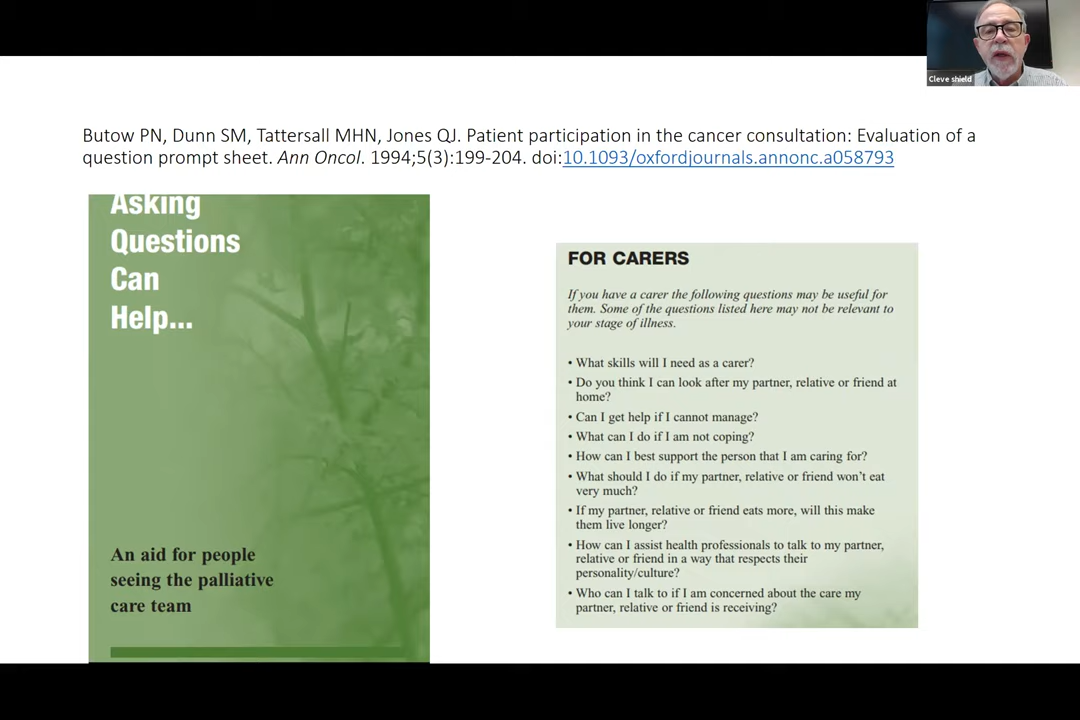 Cleve shield
Butow PN, Dunn SM, Tattersall MHN, Jones QJ. Patient participation in the cancer consultation: Evaluation of a
question prompt sheet. Ann Oncol. 1994;5(3):199-204. doi:10.1093/oxfordjournals.annonc.a058793
Asking
Questions
Can
Help...
An aid for people
seeing the palliative
care team
FOR CARERS
If you have a carer the following questions may be useful for
them. Some of the questions listed here may not be relevant to
your stage of illness.
• What skills will I need as a carer?
• Do you think I can look after my partner, relative or friend at
home?
• Can I get help if I cannot manage?
• What can I do if I am not coping?
• How can I best support the person that I am caring for?
• What should I do if my partner, relative or friend won't eat
very much?
• If my partner, relative or friend eats more, will this make
them live longer?
• How can I assist health professionals to talk to my partner,
relative or friend in a way that respects their
personality/culture?
• Who can I talk to if I am concerned about the care my
partner, relative or friend is receiving?